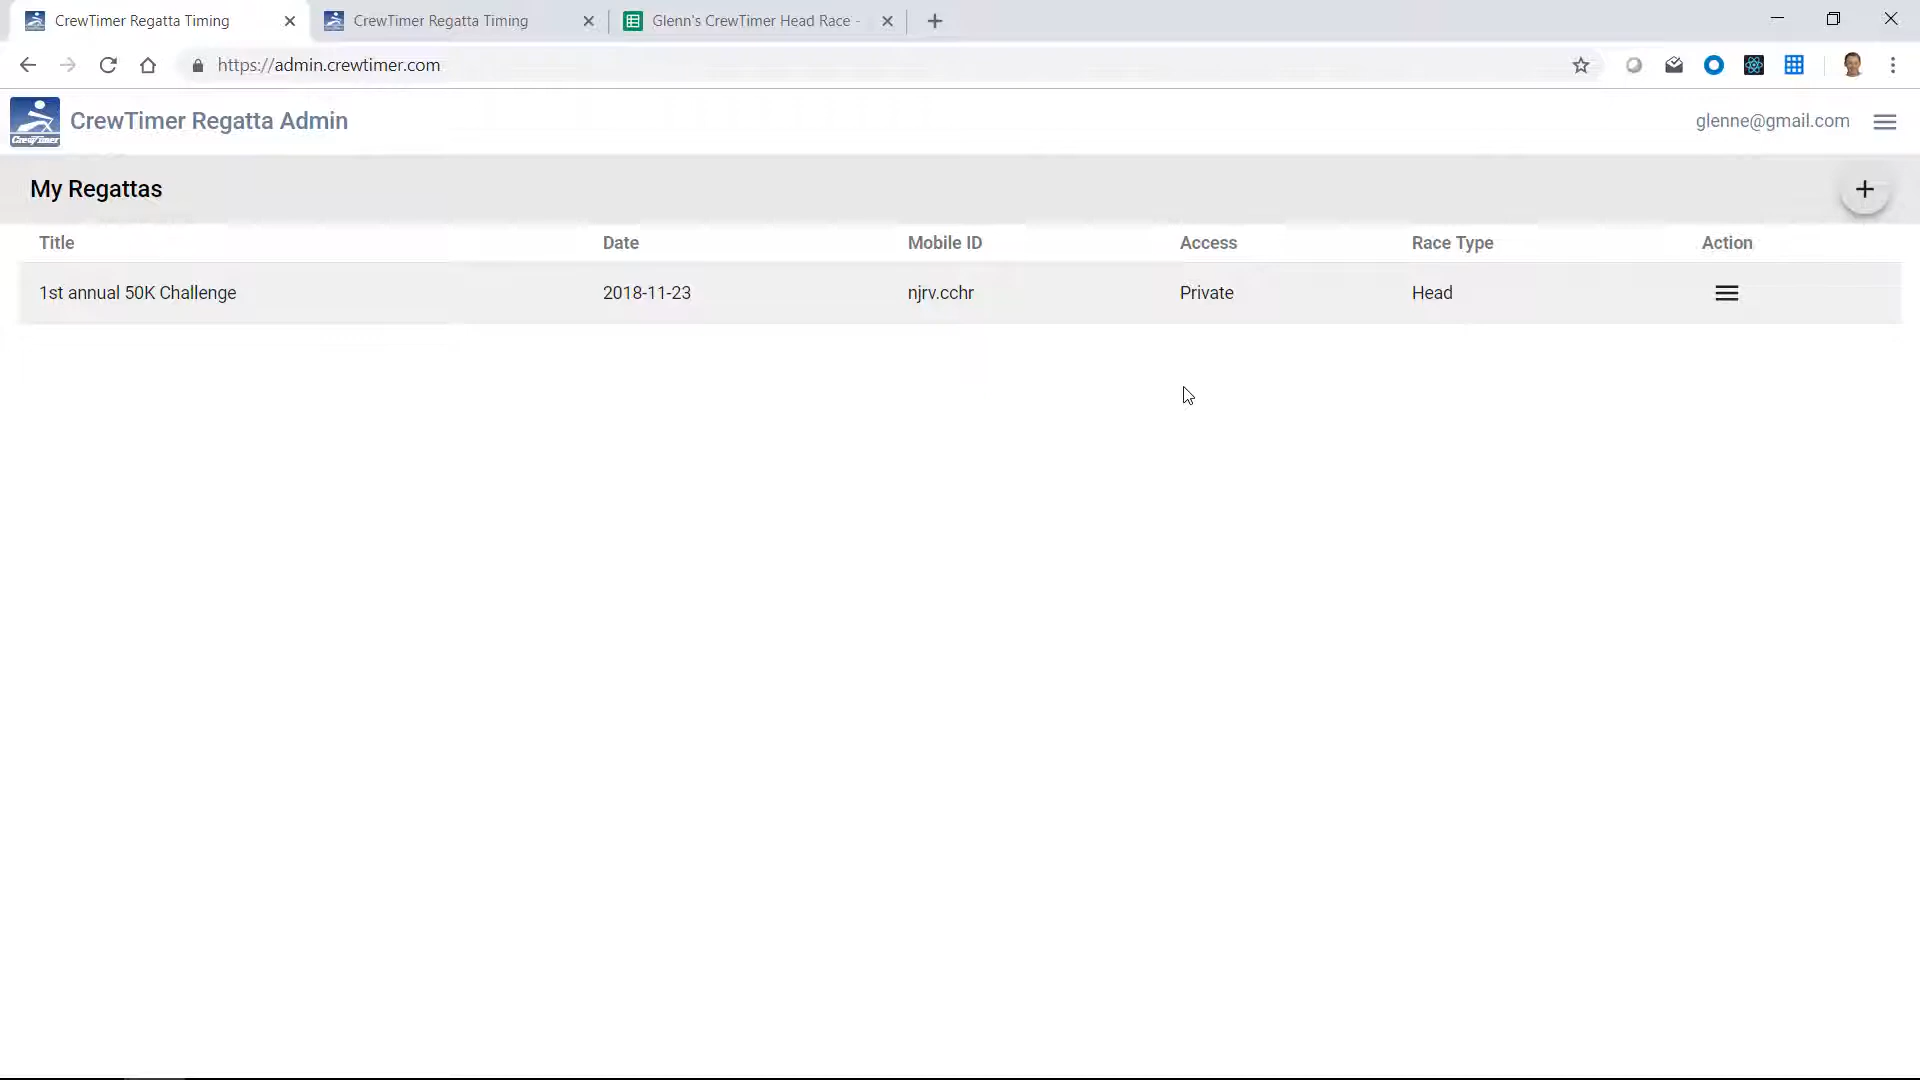 CrewTimer Regatta Timing
CrewTimer Regatta Timing
Glenn's CrewTimer Head Race -
https://admin.crewtimer.com
CrewTimer
CrewTimer Regatta Admin
glenne@gmail.com
My Regattas
Title Date Mobile ID Access Race Type Action
1st annual 50K Challenge 2018-11-23 njrv.cchr Private Head